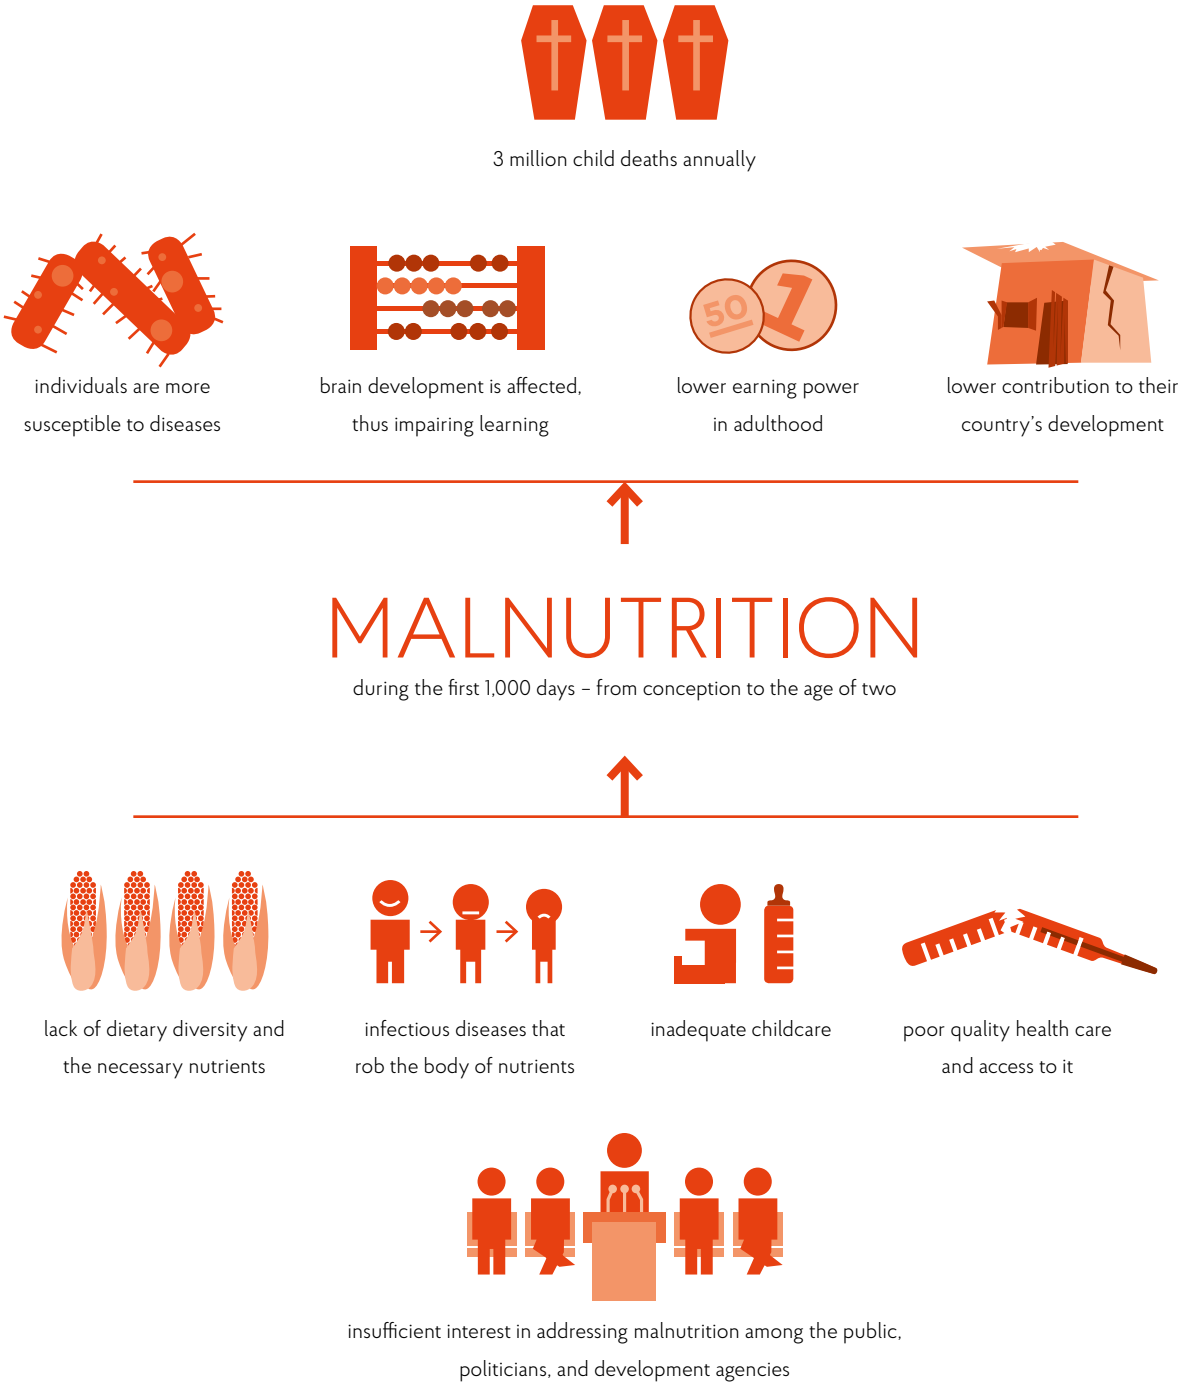 3 million child deaths annually
50
1
individuals are more
susceptible to diseases
brain development is affected,
thus impairing learning
lower earning power
in adulthood
lower contribution to their
country’s development
MALNUTRITION
during the first 1,000 days – from conception to the age of two
lack of dietary diversity and
the necessary nutrients
infectious diseases that
rob the body of nutrients
inadequate childcare
poor quality health care
and access to it
insufficient interest in addressing malnutrition among the public,
politicians, and development agencies